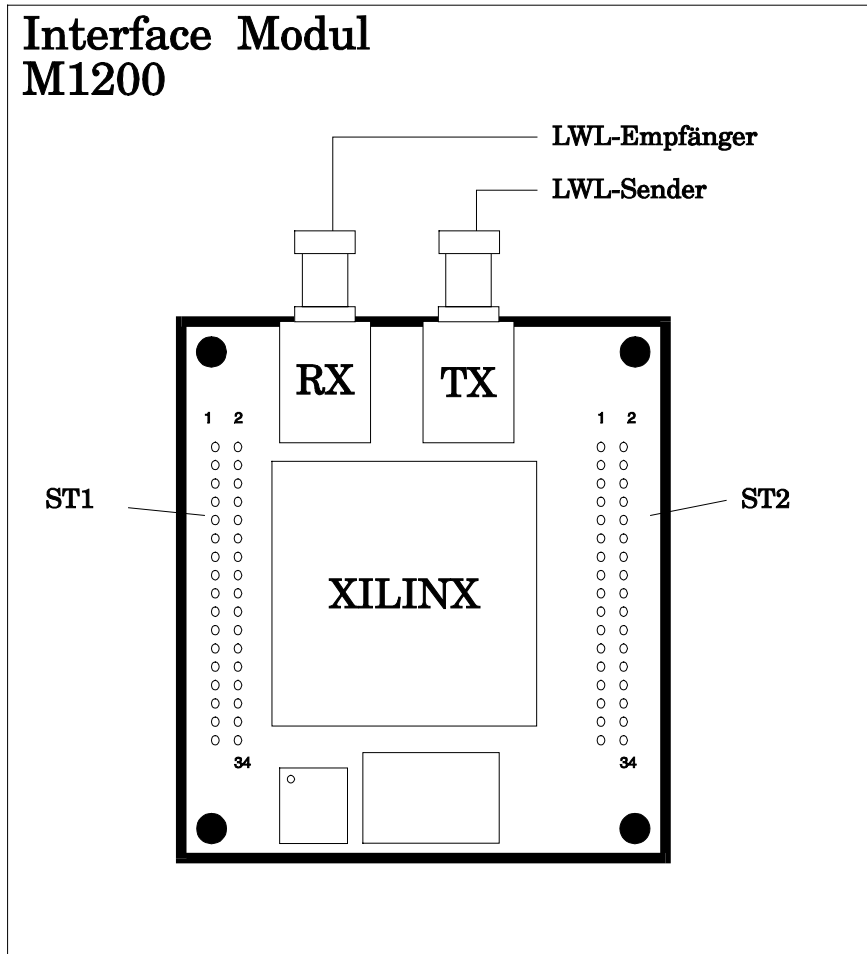 Interface Modul
M1200
LWL-Empfänger
LWL-Sender
RX
TX
1 2
1 2
ST1
ST2
XILINX
34
34